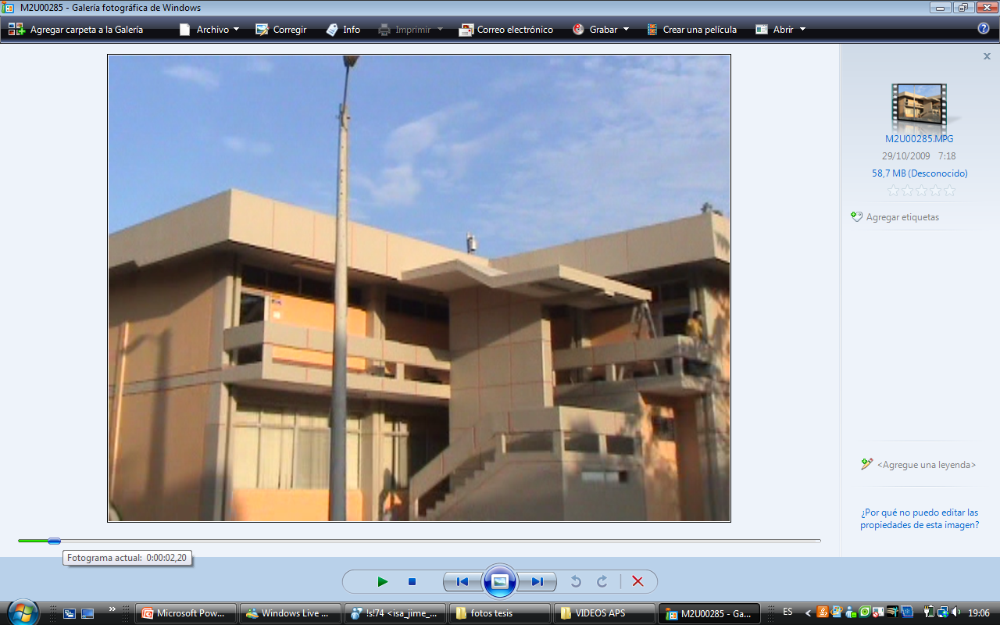 M2U00285 - Galería fotográfica de Windows
Agregar carpeta a la Galería Archivo Corregir Info Imprimir Correo electrónico Grabar Crear una película Abrir
M2U00285.MPG
29/10/2009 7:18
58,7 MB (Desconocido)
Agregar etiquetas
<Agregue una leyenda>
¿Por qué no puedo editar las
propiedades de esta imagen?
Fotograma actual: 0:00:02,20
Microsoft Pow... Windows Live ... !s!74 <isa_jime_... fotos tesis VIDEOS APS M2U00285 - Ga... ES 19:06